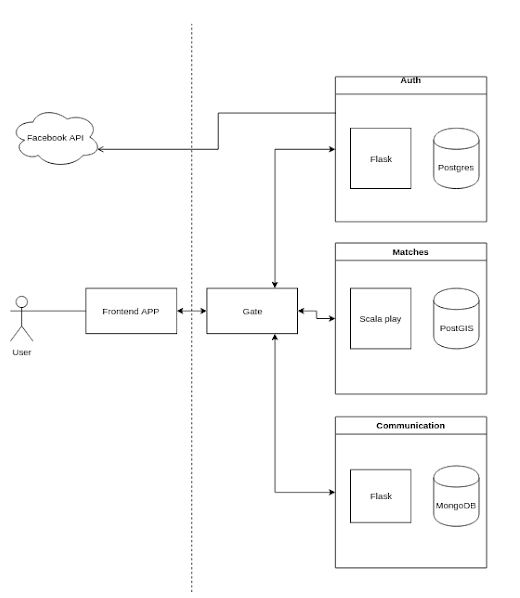 Auth
Facebook API
Flask
Postgres
Matches
Frontend APP
Gate
Scala play
PostGIS
User
Communication
Flask
MongoDB